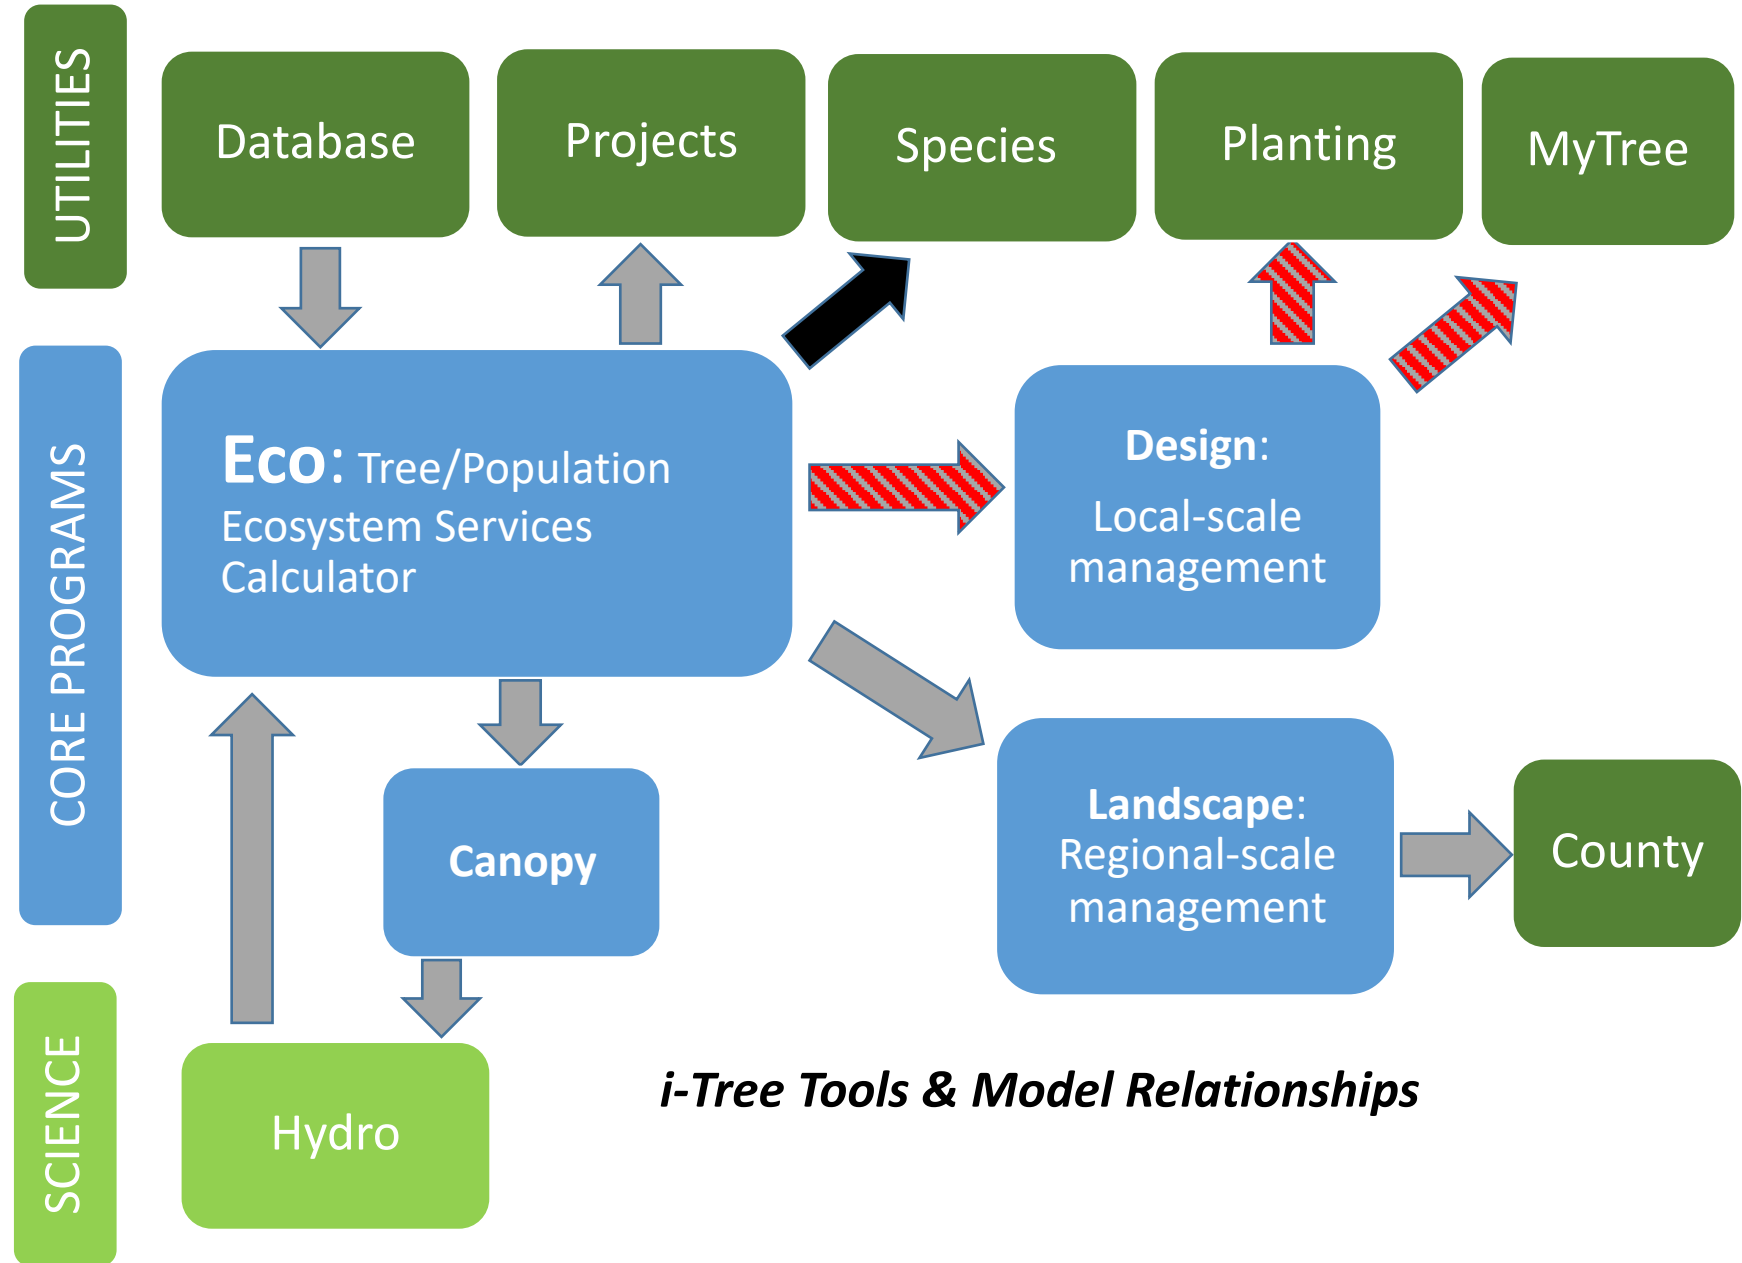 UTILITIES
Database
Projects
Species
Planting
MyTree
CORE PROGRAMS
Eco: Tree/Population
Ecosystem Services
Calculator
Design:
Local-scale
management
Canopy
Landscape:
Regional-scale
management
County
SCIENCE
Hydro
i-Tree Tools & Model Relationships